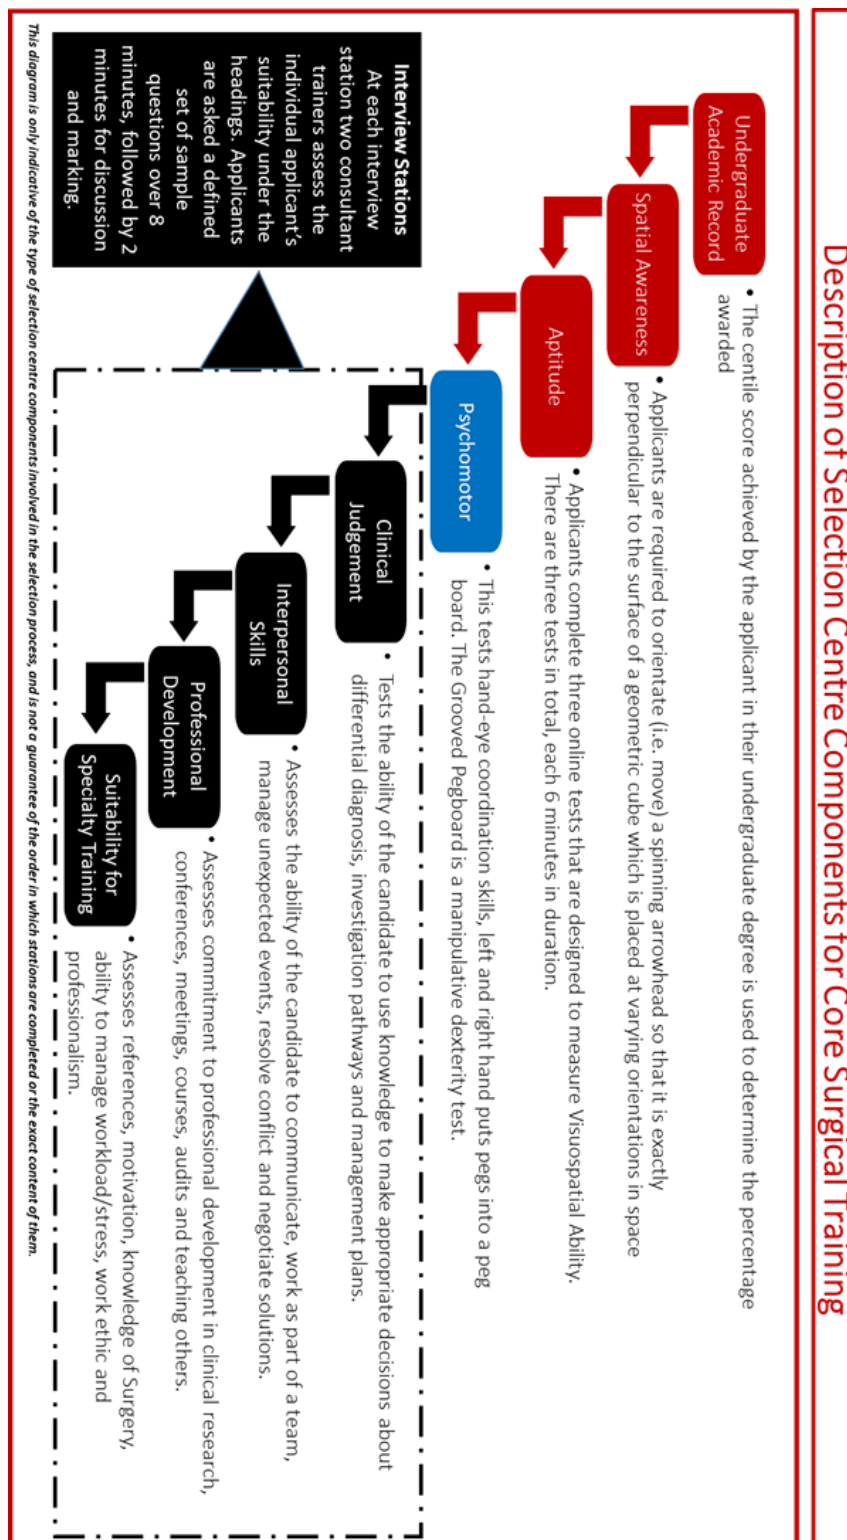 Description of Selection Centre Components for Core Surgical Training
Undergraduate
Academic Record
• The centile score achieved by the applicant in their undergraduate degree is used to determine the percentage
awarded
Spatial Awareness
• Applicants are required to orientate (i.e. move) a spinning arrowhead so that it is exactly
perpendicular to the surface of a geometric cube which is placed at varying orientations in space
Aptitude
• Applicants complete three online tests that are designed to measure Visuospatial Ability.
There are three tests in total, each 6 minutes in duration.
Psychomotor
• This tests hand-eye coordination skills, left and right hand puts pegs into a peg
board. The Grooved Pegboard is a manipulative dexterity test.
Clinical
Judgement
• Tests the ability of the candidate to use knowledge to make appropriate decisions about
differential diagnosis, investigation pathways and management plans.
Interpersonal
Skills
• Assesses the ability of the candidate to communicate, work as part of a team,
manage unexpected events, resolve conflict and negotiate solutions.
Professional
Development
• Assesses commitment to professional development in clinical research,
conferences, meetings, courses, audits and teaching others.
Suitability for
Specialty Training
• Assesses references, motivation, knowledge of Surgery,
ability to manage workload/stress, work ethic and
professionalism.
Interview Stations
At each interview
station two consultant
trainers assess the
individual applicant's
suitability under the
headings. Applicants
are asked a defined
set of sample
questions over 8
minutes, followed by 2
minutes for discussion
and marking.
This diagram is only indicative of the type of selection centre components involved in the selection process, and is not a guarantee of the order in which stations are completed or the exact content of them.